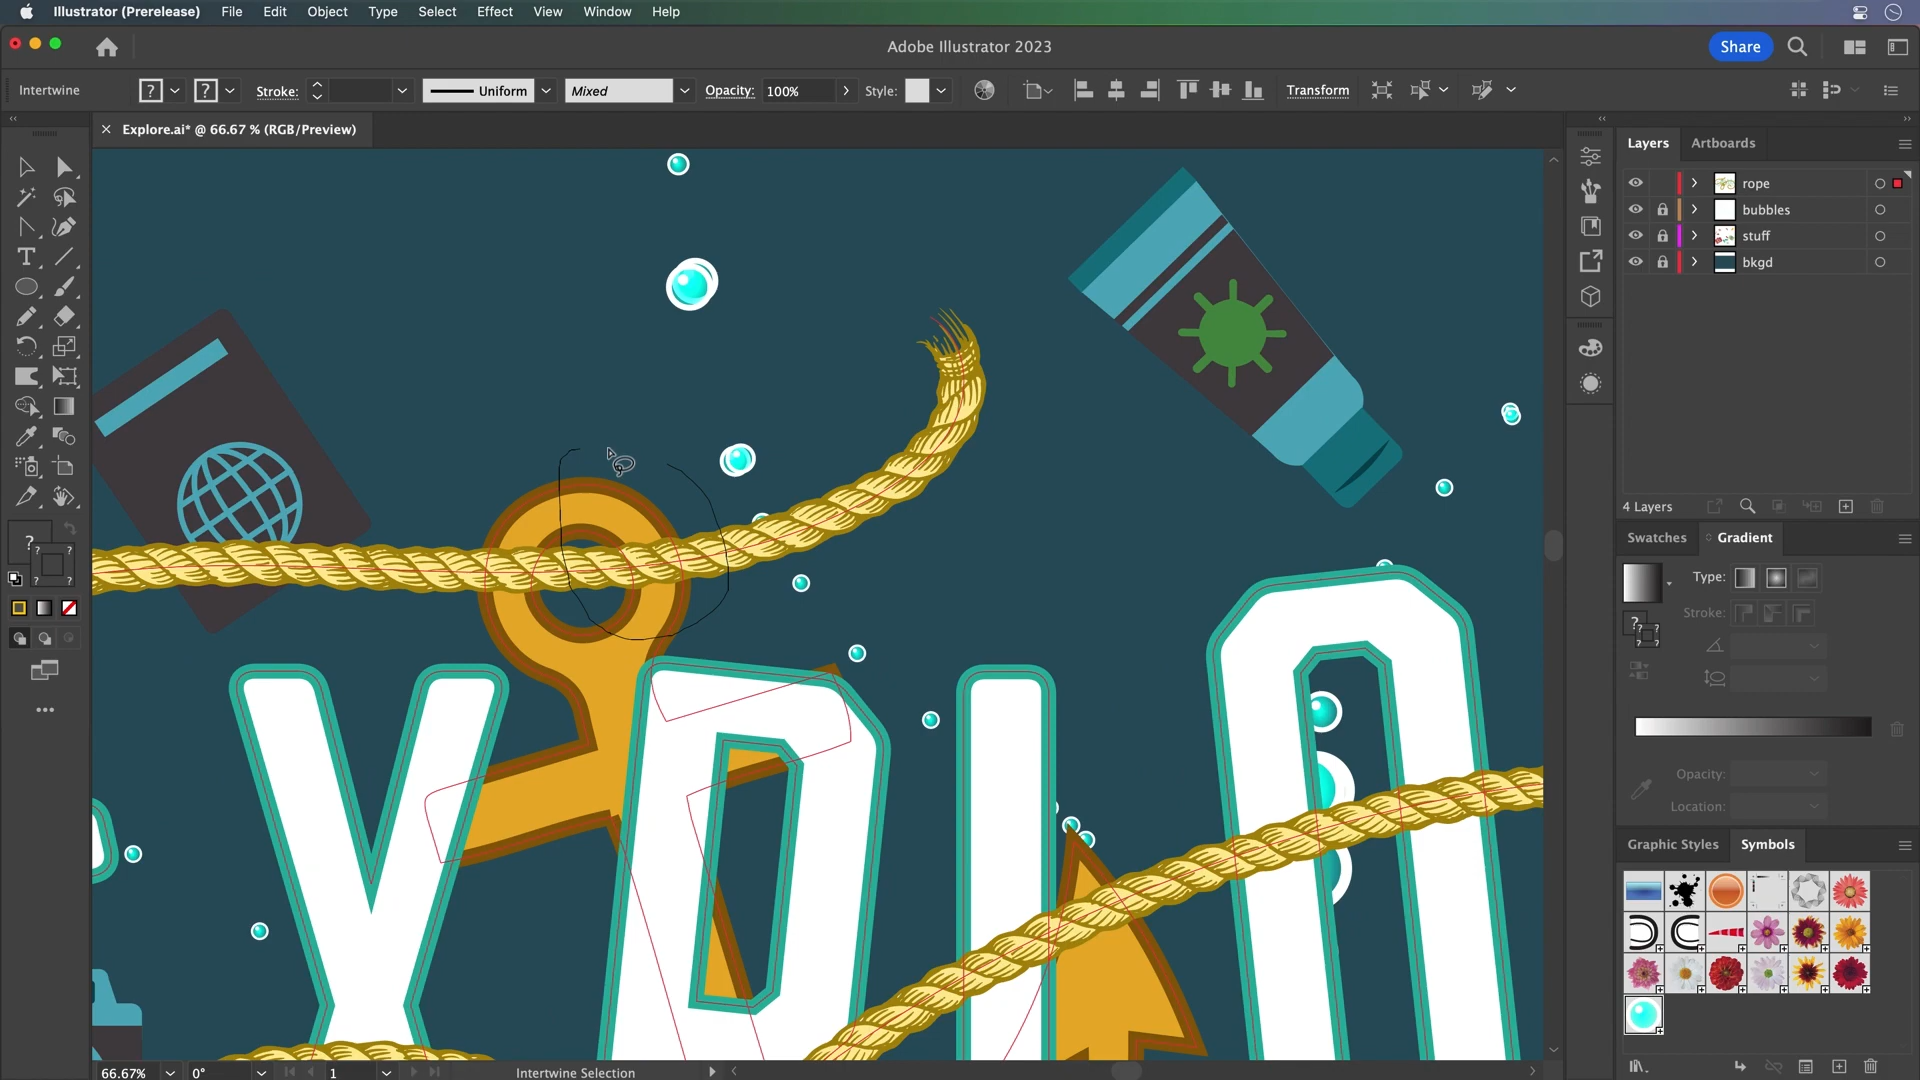 Illustrator (Prerelease) File Edit Object Type Select Effect View Window Help
Adobe Illustrator 2023
Share
Intertwine
?
?
Stroke:
Uniform
Mixed
Opacity: 100%
Style:
Transform
× Explore.ai* @ 66.67 % (RGB/Preview)
Layers Artboards
rope
bubbles
stuff
bkgd
4 Layers
Swatches Gradient
Type:
Stroke:
Opacity:
Location:
Graphic Styles Symbols
T
?
? ?
? ?
?
? ?
YDIN
66.67% 0° 1 Intertwine Selection